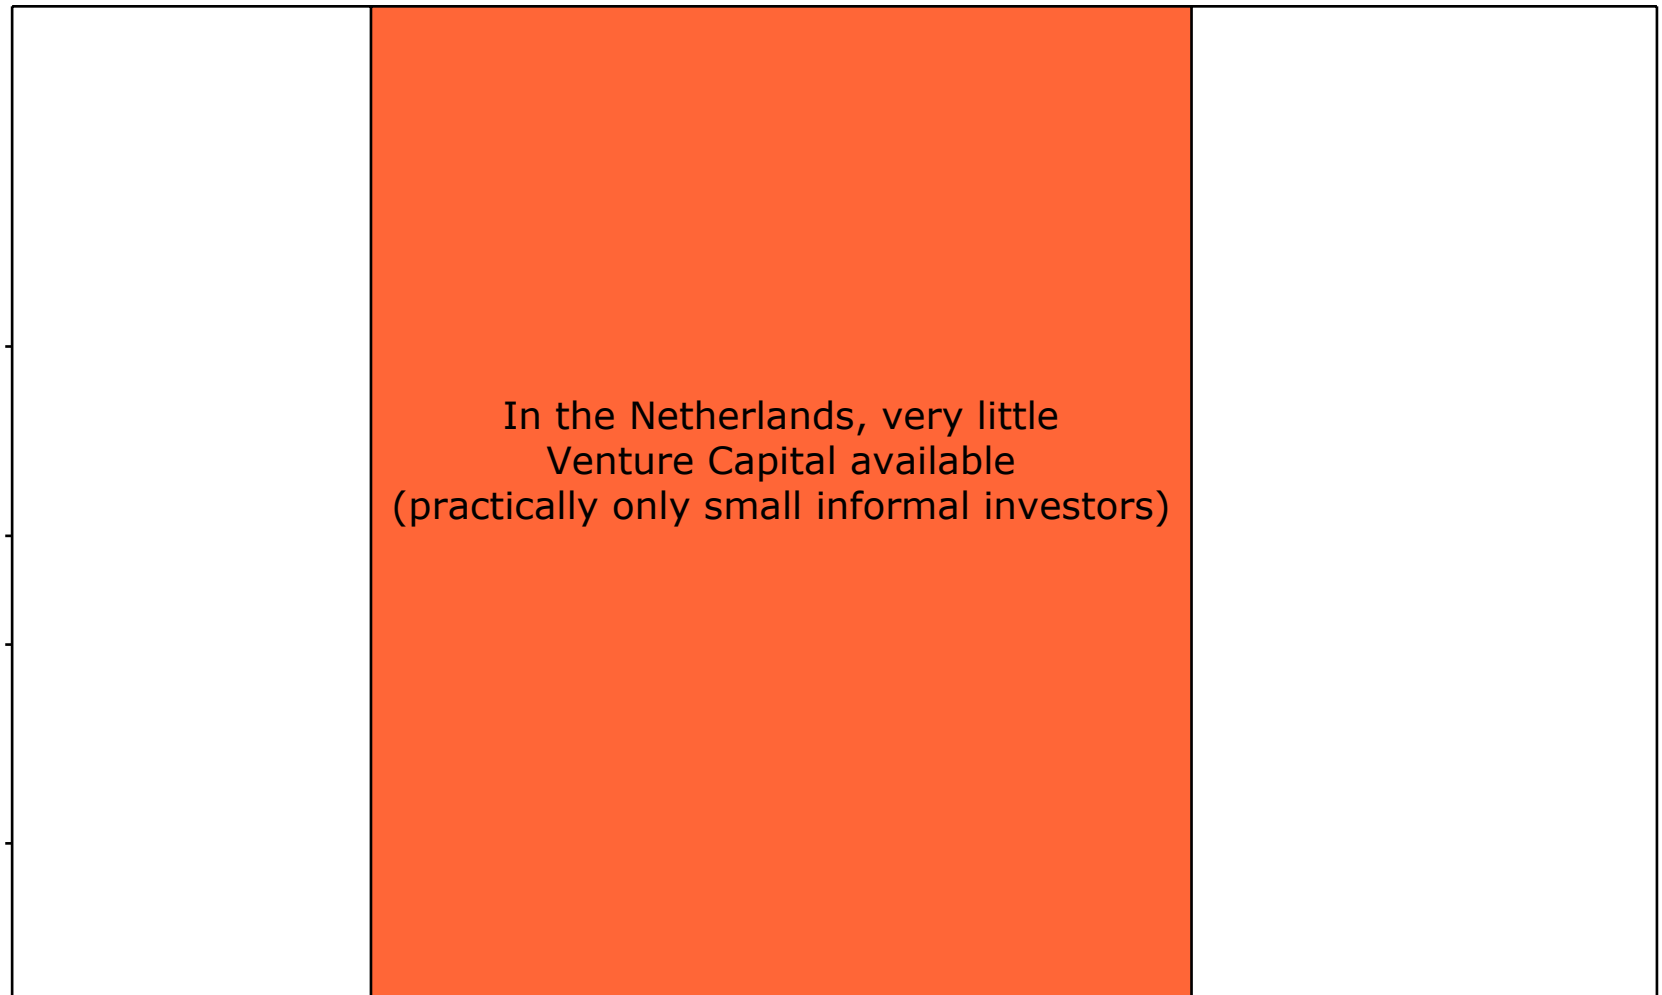 In the Netherlands, very little
Venture Capital available
(practically only small informal investors)